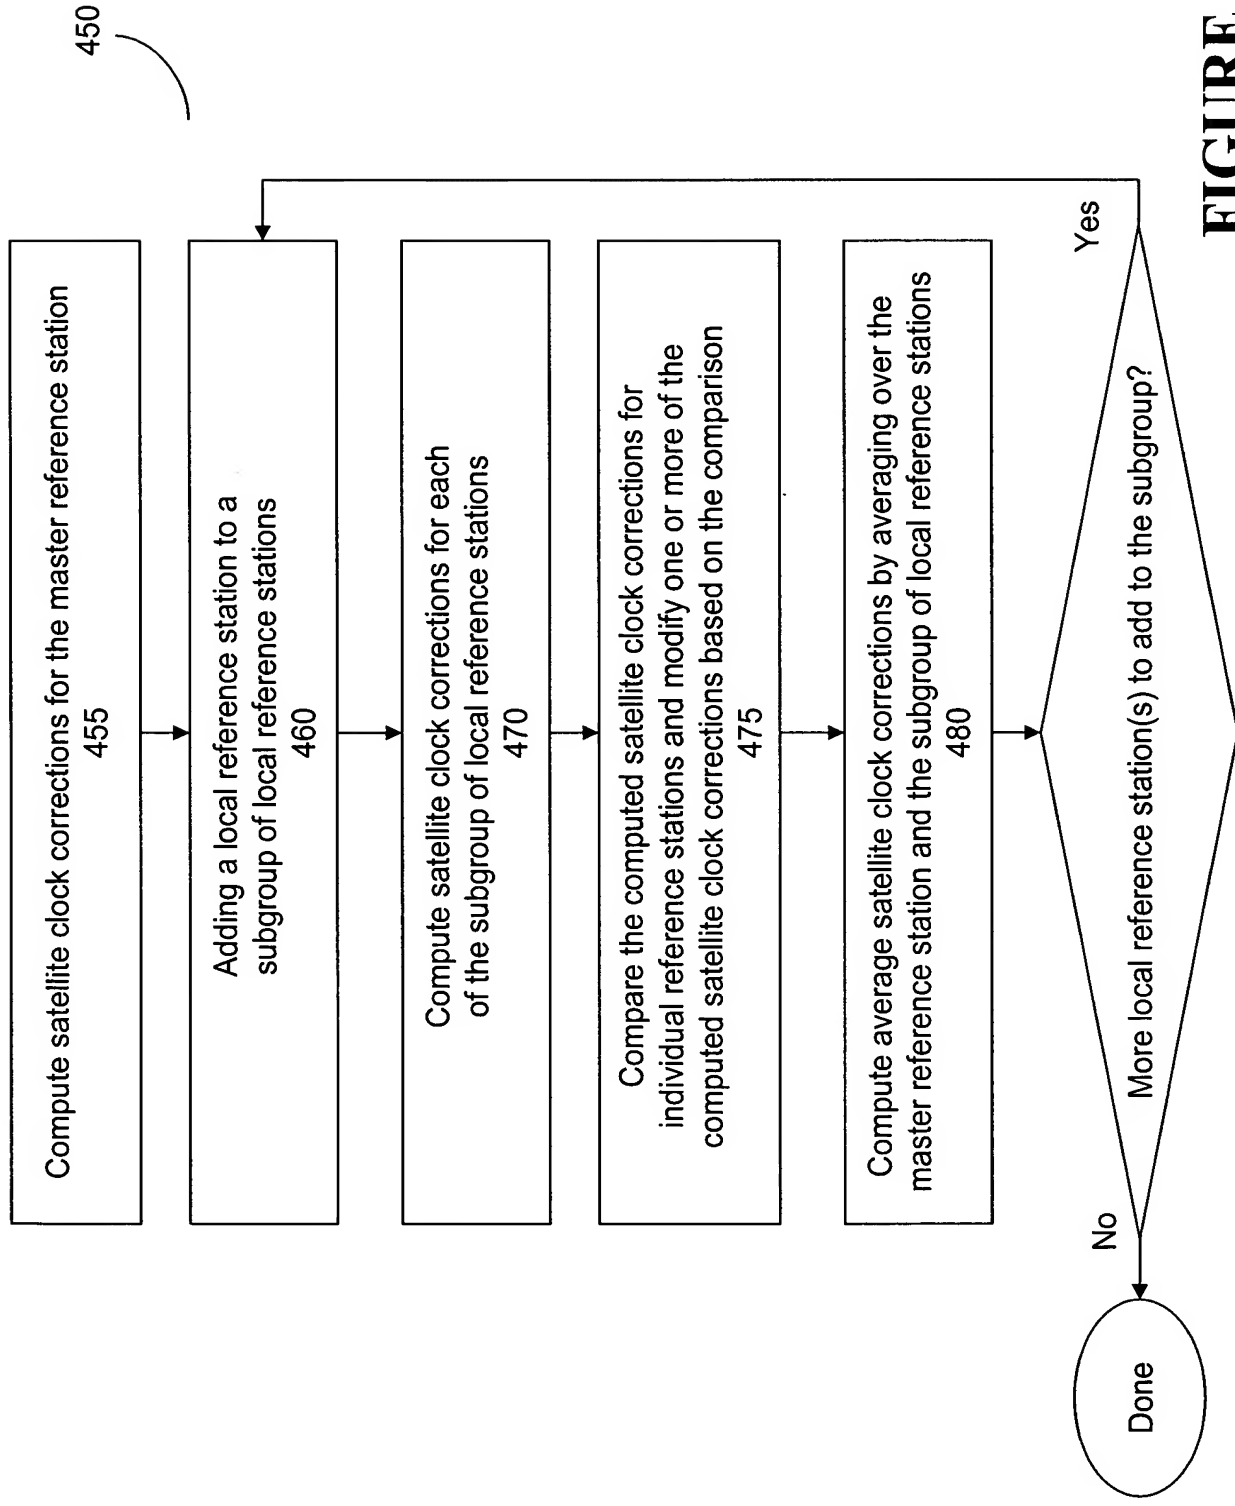 450
Compute satellite clock corrections for the master reference station
455
Adding a local reference station to a
subgroup of local reference stations
460
Compute satellite clock corrections for each
of the subgroup of local reference stations
470
Compare the computed satellite clock corrections for
individual reference stations and modify one or more of the
computed satellite clock corrections based on the comparison
475
Compute average satellite clock corrections by averaging over the
master reference station and the subgroup of local reference stations
480
More local reference station(s) to add to the subgroup?
Yes
No
Done
FIGURE